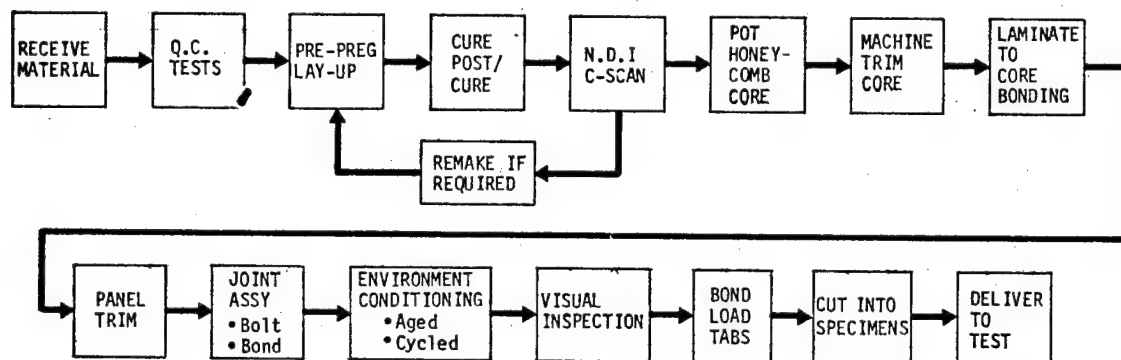 RECEIVE
MATERIAL
Q.C.
TESTS
PRE-PREG
LAY-UP
CURE
POST/
CURE
N.D.I
C-SCAN
POT
HONEY-
COMB
CORE
MACHINE
TRIM
CORE
LAMINATE
TO
CORE
BONDING
REMAKE IF
REQUIRED
PANEL
TRIM
JOINT
ASSY
• Bolt
• Bond
ENVIRONMENT
CONDITIONING
• Aged
• Cycled
VISUAL
INSPECTION
BOND
LOAD
TABS
CUT INTO
SPECIMENS
DELIVER
TO
TEST